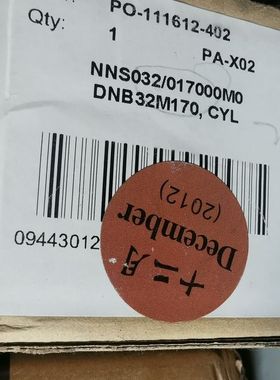 PO-111612-402
Qty:
1
PA-X02
NNS032/017000M0
DNB32M170, CYL
09443012
十二月
December
(2012)